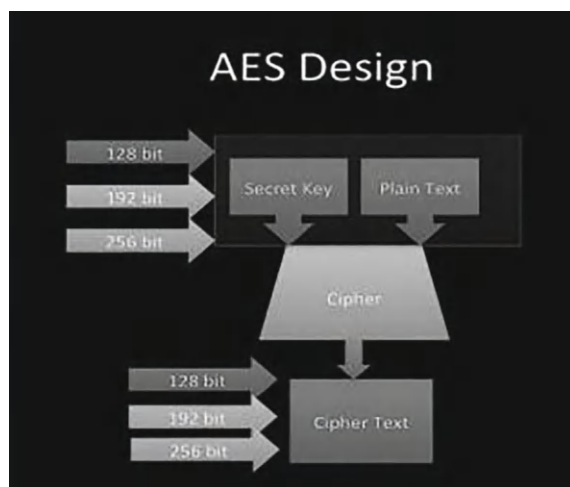 AES Design
128 bit
192 bit
256 bit
Secret Key
Plain Text
Cipher
128 bit
192 bit
256 bit
Cipher Text